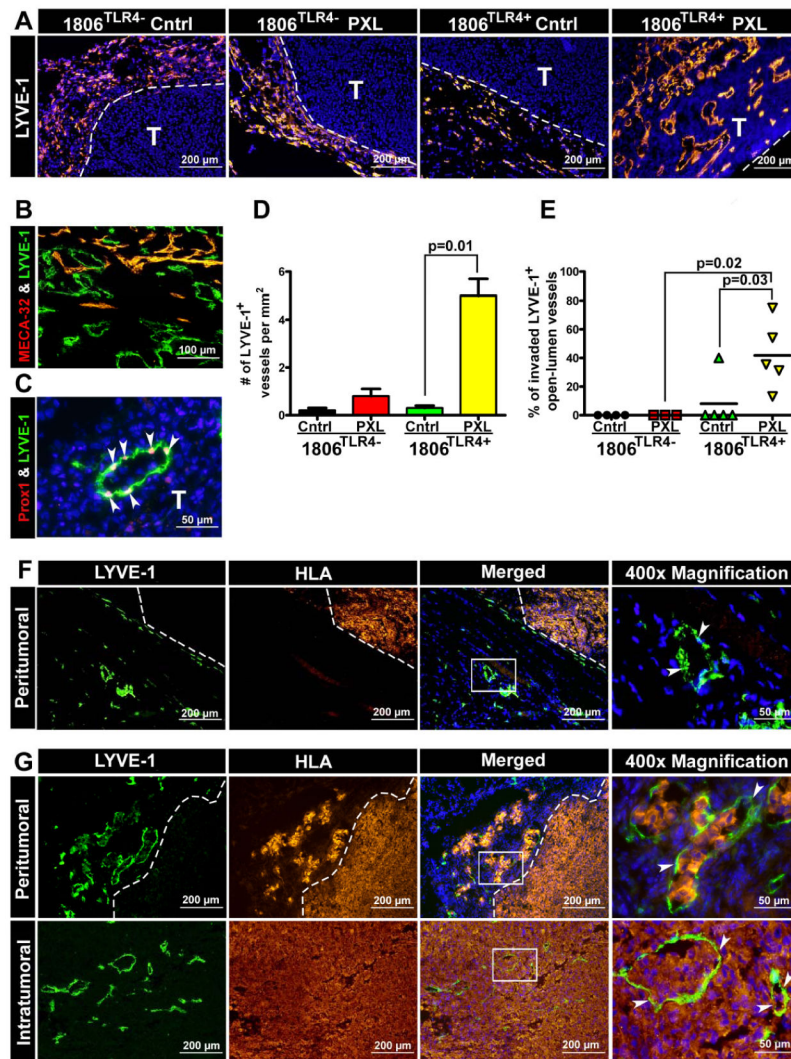 A
1806TLR4- Cntrl
1806TLR4- PXL
1806TLR4+ Cntrl
1806TLR4+ PXL
LYVE-1
T
200 µm
T
200 µm
T
200 µm
T
200 µm
B
MECA-32 & LYVE-1
100 µm
C
Prox1 & LYVE-1
T
50 µm
D
# of LYVE-1+
vessels per mm2
6
4
2
0
p=0.01
Cntrl PXL Cntrl PXL
1806TLR4- 1806TLR4+
E
% of invaded LYVE-1+
open-lumen vessels
100
80
60
40
20
0
p=0.02
p=0.03
Cntrl PXL Cntrl PXL
1806TLR4- 1806TLR4+
F
LYVE-1
HLA
Merged
400x Magnification
Peritumoral
200 µm
200 µm
200 µm
50 µm
G
LYVE-1
HLA
Merged
400x Magnification
Peritumoral
200 µm
200 µm
200 µm
50 µm
Intratumoral
200 µm
200 µm
200 µm
50 µm